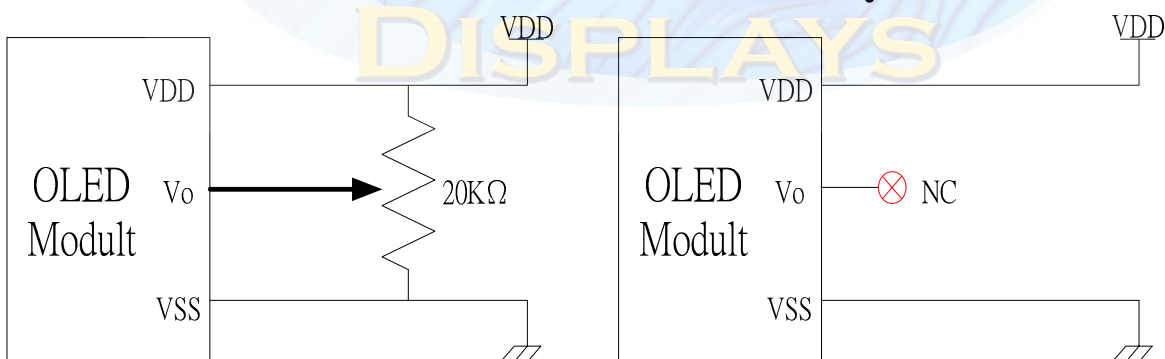 DISPLAYS
VDD
VDD
OLED
Modult
Vo
VSS
20KΩ
VDD
VDD
OLED
Modult
Vo
VSS
NC